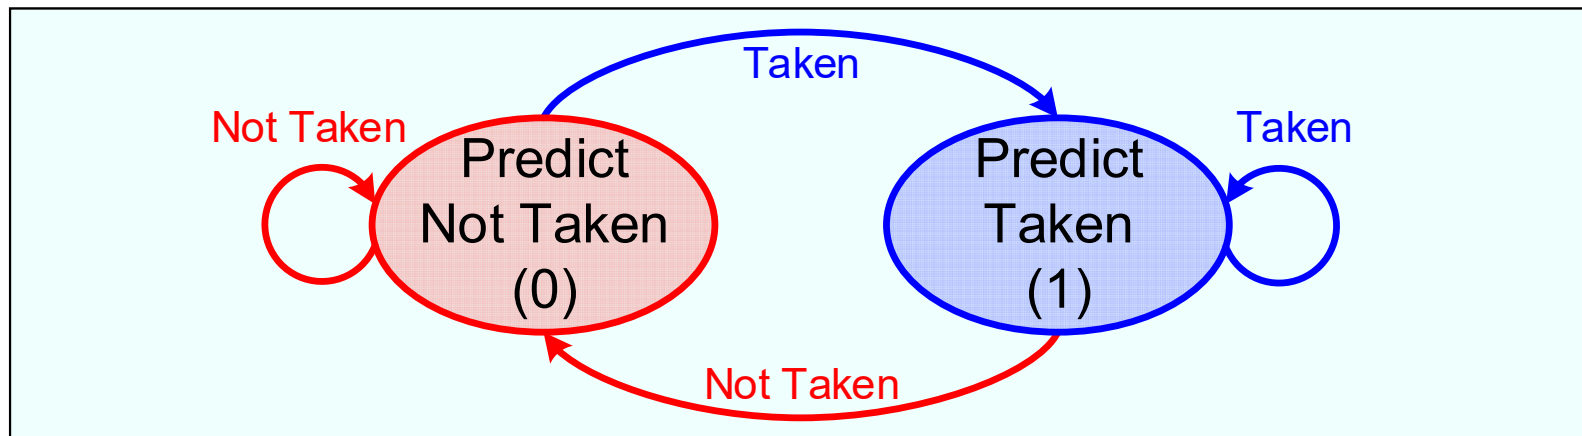 Taken
Not Taken
Taken
Predict
Not Taken
(0)
Predict
Taken
(1)
Not Taken